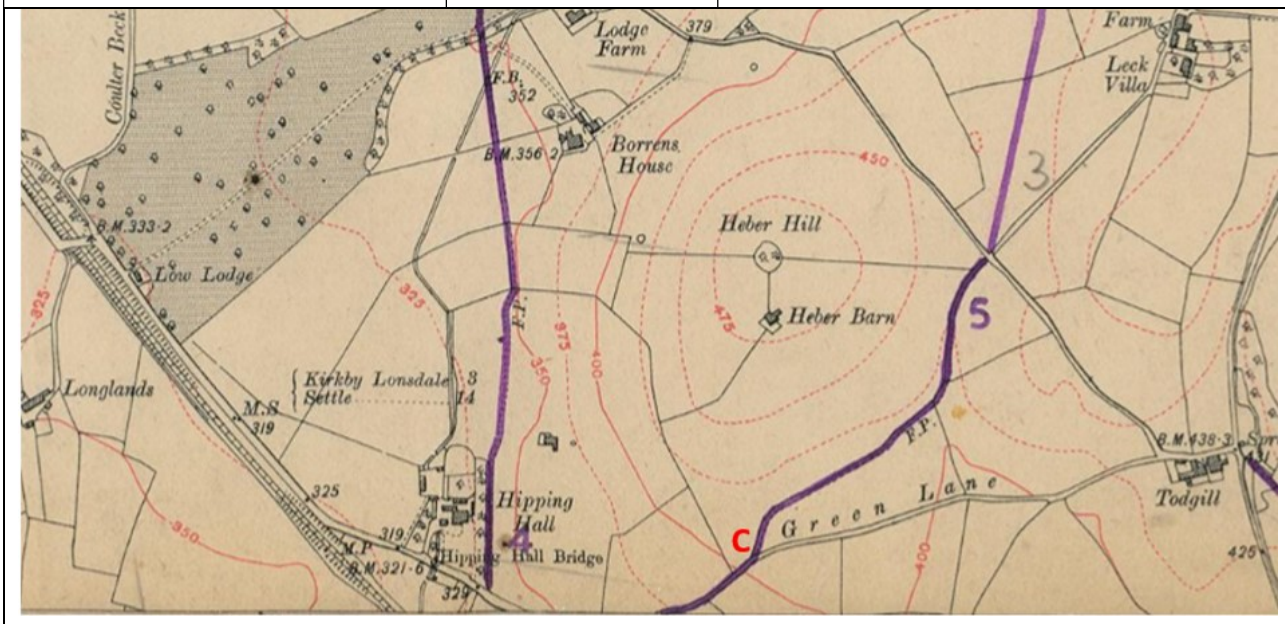 Coulter Beck
Lodge
Farm
379
Farm
Leck
Villa
F.B.
352
B.M.356·2
Borrens
House
450
3
B.M.333·2
Low Lodge
Heber Hill
325
325
F.P.
475
Heber Barn
5
375
350
400
Longlands
Kirkby Lonsdale 3
Settle 14
M.S
319
F.P.
B.M.438·3
Spr
Todgill
325
Hipping
Hall
Green Lane
350
319
4
C
M.P
B.M.321·6
Hipping Hall Bridge
329
400
425